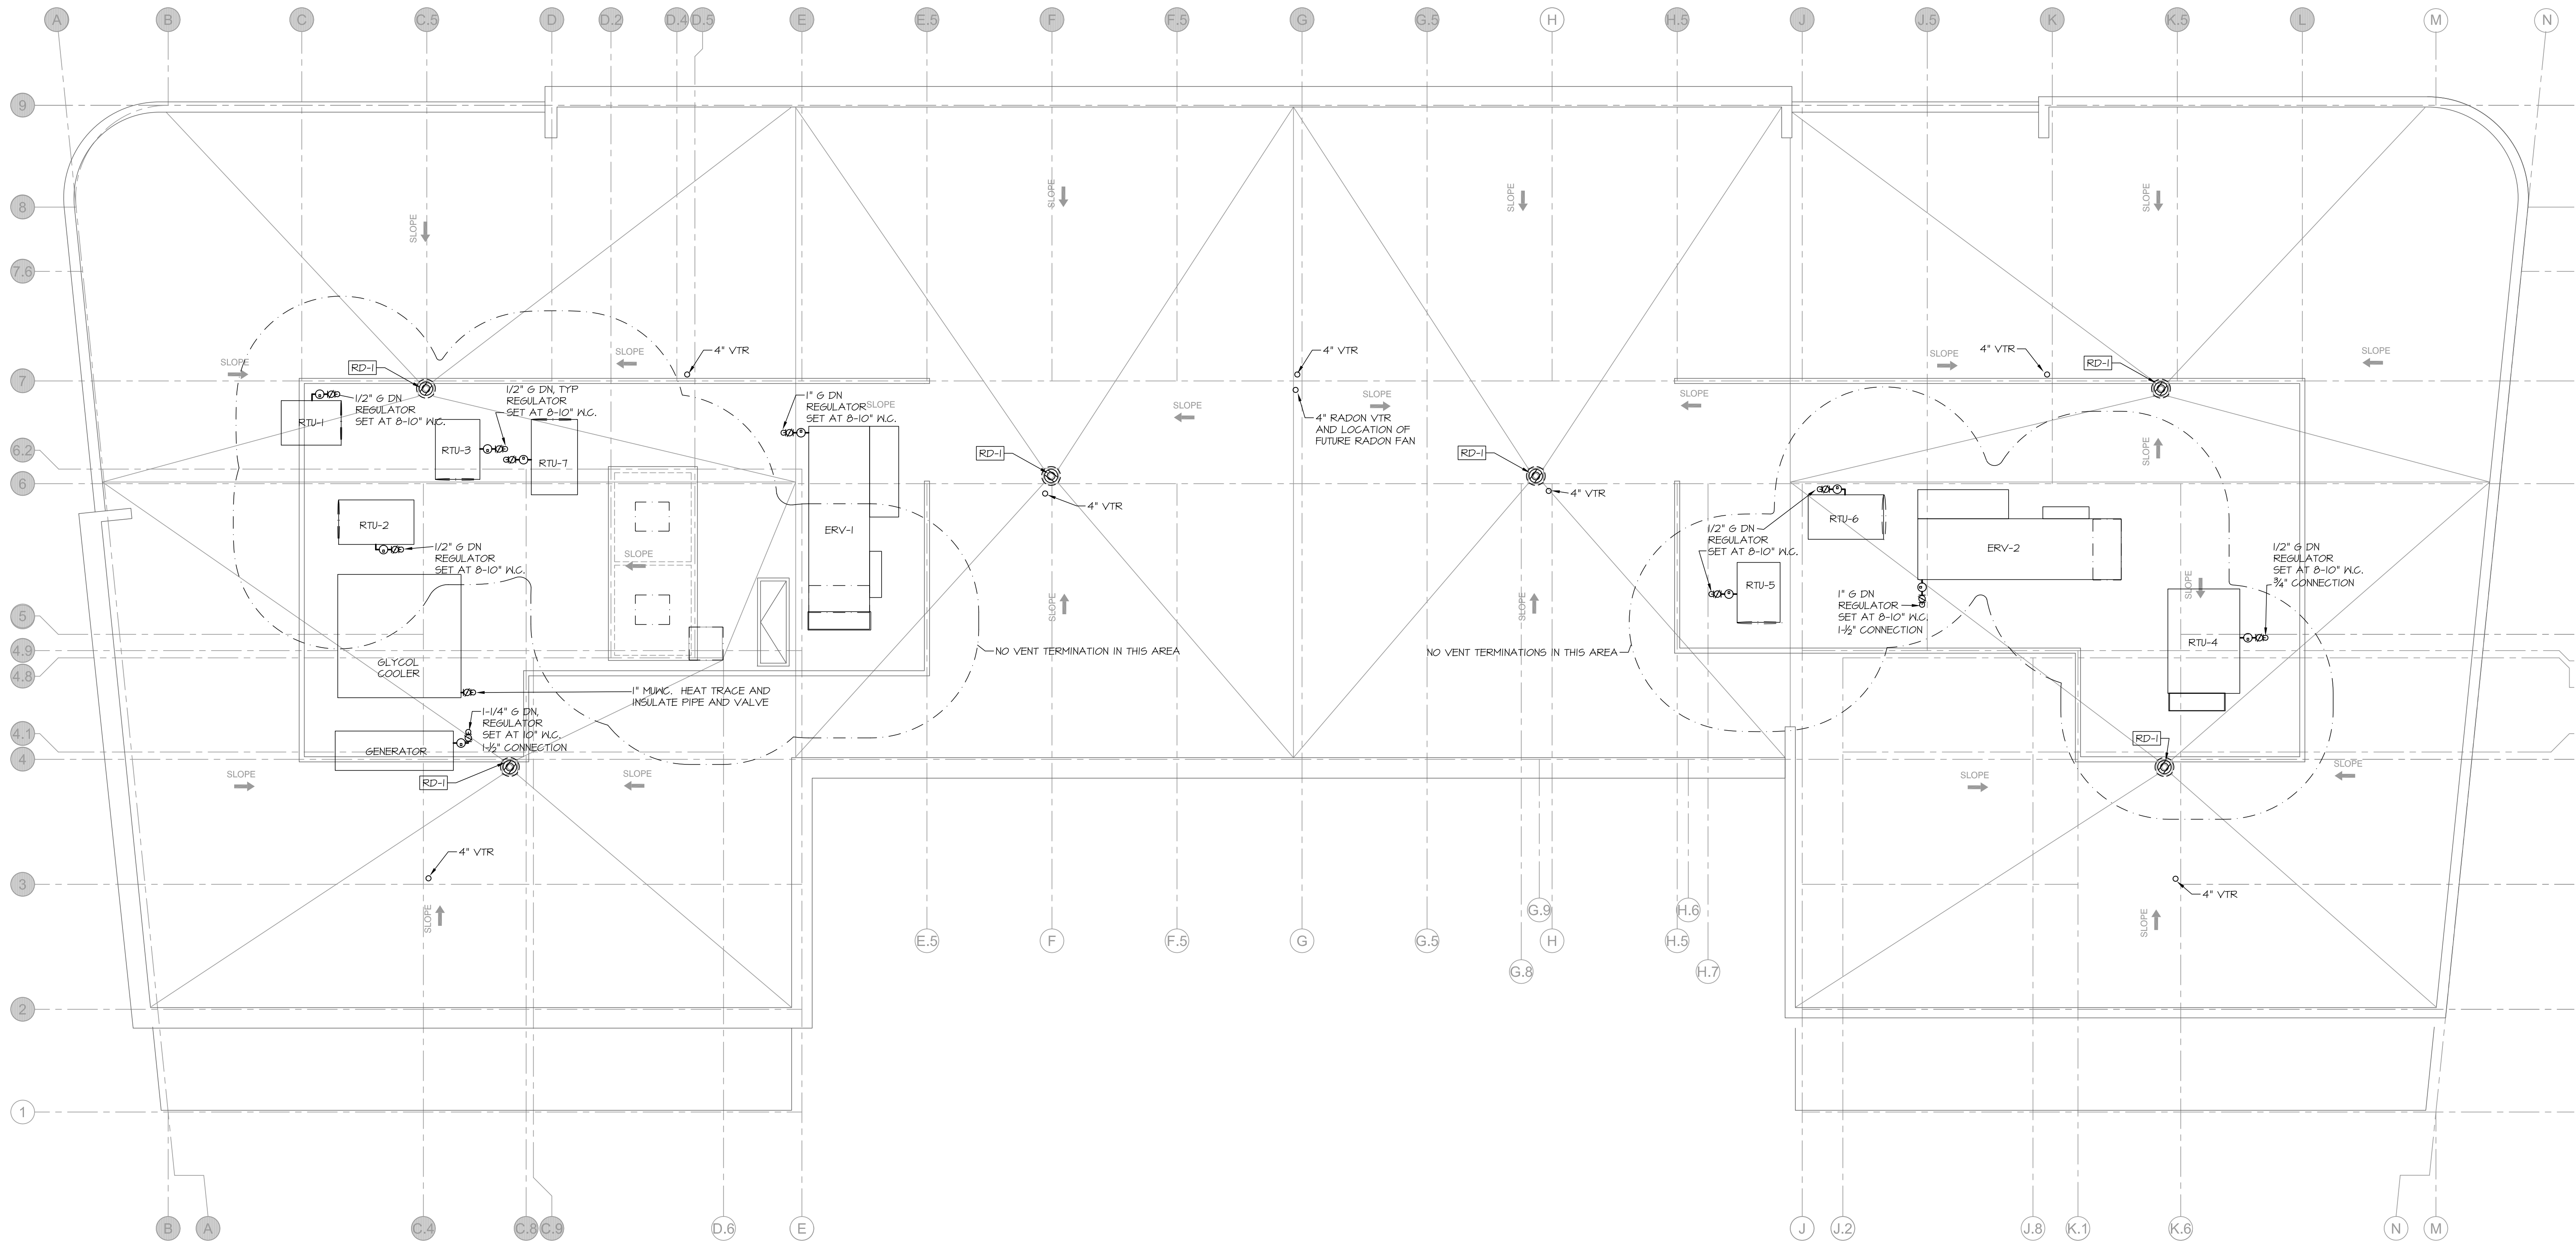 A
B
C
C.5
D
D.2
D.4
D.5
E
E.5
F
F.5
G
G.5
H
H.5
J
J.5
K
K.5
L
M
N
9
8
7.6
7
6.2
6
5
4.9
4.8
4.1
4
3
2
1
SLOPE
SLOPE
SLOPE
SLOPE
SLOPE
SLOPE
SLOPE
SLOPE
SLOPE
RD-1
4" VTR
RTU-1
1/2" G DN
REGULATOR
SET AT 8-10" W.C.
1/2" G DN, TYP
REGULATOR
SET AT 8-10" W.C.
RTU-3
RTU-7
1" G DN
REGULATOR
SET AT 8-10" W.C.
SLOPE
SLOPE
SLOPE
SLOPE
4" VTR
4" RADON VTR
AND LOCATION OF
FUTURE RADON FAN
4" VTR
RD-1
RD-1
4" VTR
RD-1
4" VTR
RTU-2
1/2" G DN
REGULATOR
SET AT 8-10" W.C.
SLOPE
ERV-1
SLOPE
SLOPE
SLOPE
SLOPE
GLYCOL
COOLER
NO VENT TERMINATION IN THIS AREA
NO VENT TERMINATIONS IN THIS AREA
1" MUWC. HEAT TRACE AND
INSULATE PIPE AND VALVE
1-1/4" G DN,
REGULATOR
SET AT 10" W.C.
1-½" CONNECTION
GENERATOR
RD-1
SLOPE
SLOPE
1/2" G DN
REGULATOR
SET AT 8-10" W.C.
RTU-6
RTU-5
ERV-2
1" G DN
REGULATOR
SET AT 8-10" W.C.
1-½" CONNECTION
1/2" G DN
REGULATOR
SET AT 8-10" W.C.
¾" CONNECTION
RTU-4
RD-1
SLOPE
SLOPE
4" VTR
SLOPE
4" VTR
SLOPE
E.5
F
F.5
G
G.5
G.8
G.9
H
H.5
H.6
H.7
B
A
C.4
C.8
C.9
D.6
E
J
J.2
J.8
K.1
K.6
N
M